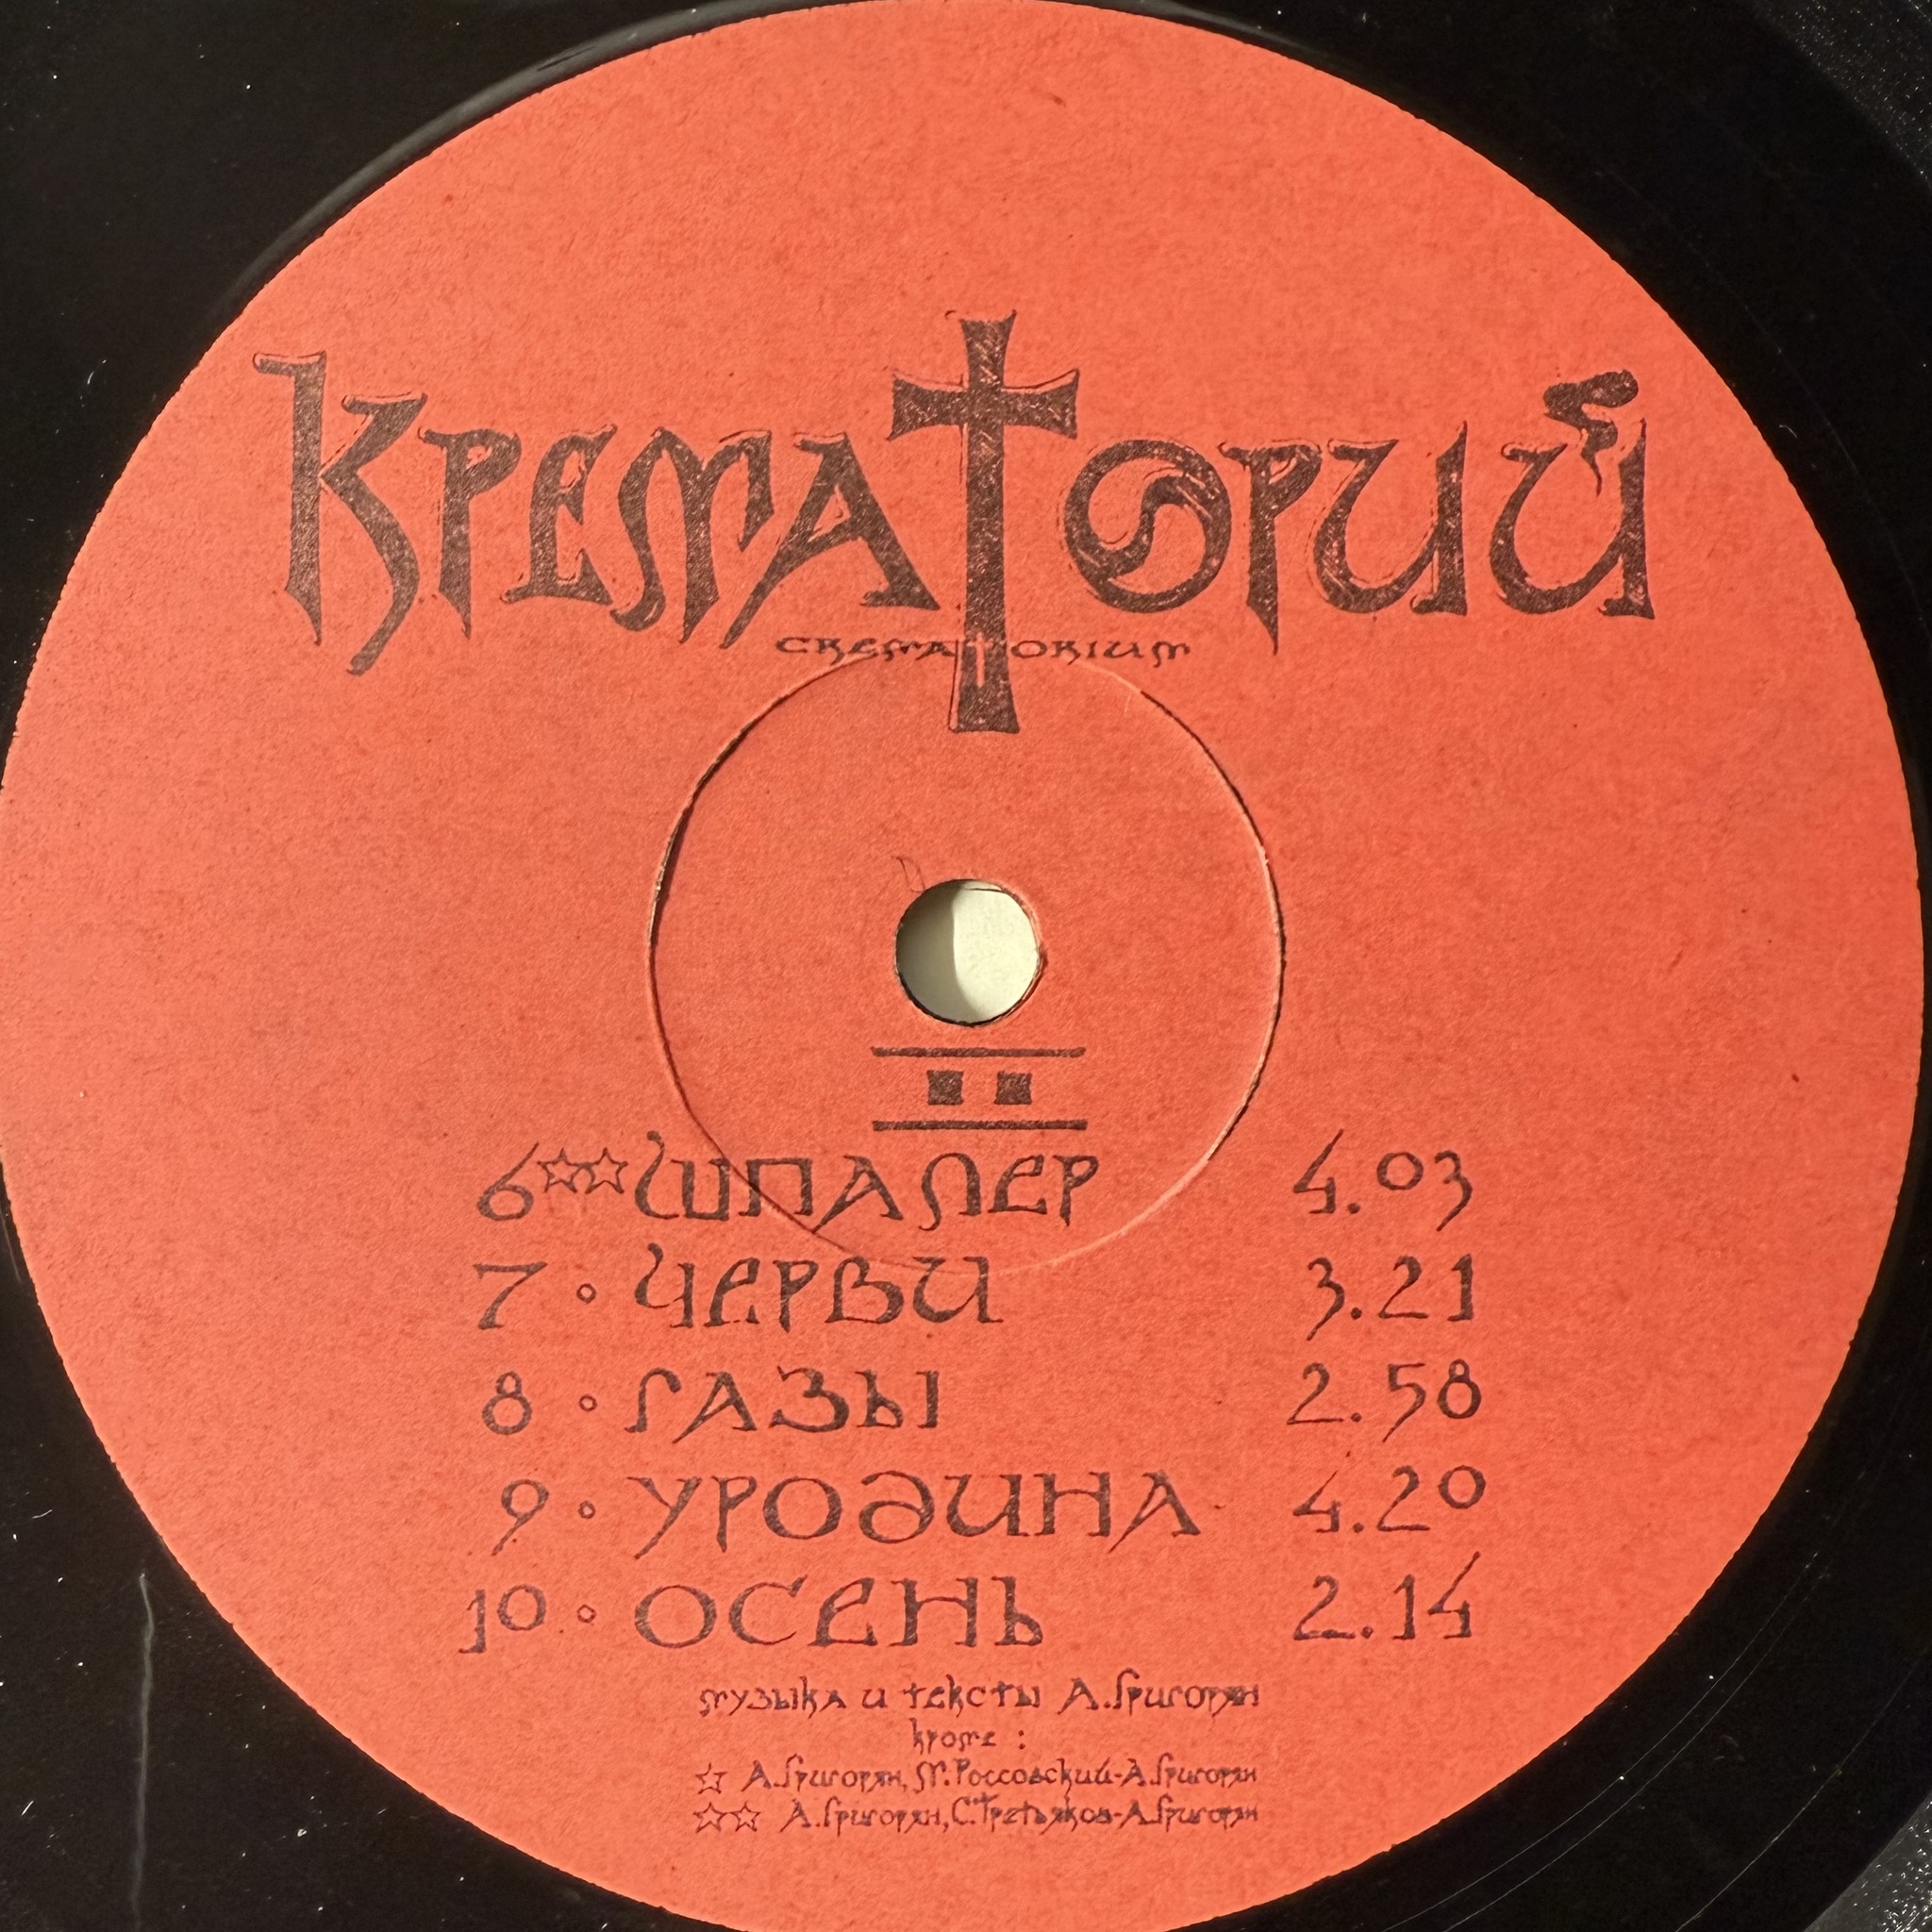 КРЕМАТОРИЙ
CREMATORIUM
II
6☆☆ШПАЛЕР 4.03
7 ∘ ЧЕРВИ 3.21
8 ∘ ГАЗЫ 2.58
9 ∘ УРОДИНА 4.20
10 ∘ ОСЕНЬ 2.14
музыка и тексты А.Григорян
кроме :
☆ А.Григорян, М.Россовский-А.Григорян
☆☆ А.Григорян, С.Третьяков-А.Григорян